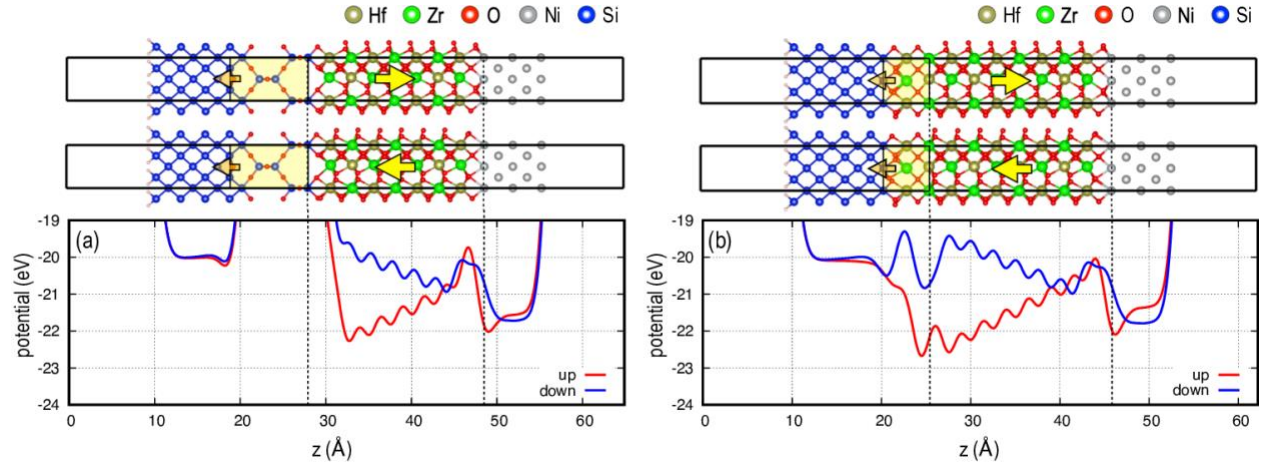 Hf Zr O Ni Si
(a)
potential (eV)
-19
-20
-21
-22
-23
-24
up
down
0 10 20 30 40 50 60
z (Å)
Hf Zr O Ni Si
(b)
potential (eV)
-19
-20
-21
-22
-23
-24
up
down
0 10 20 30 40 50 60
z (Å)